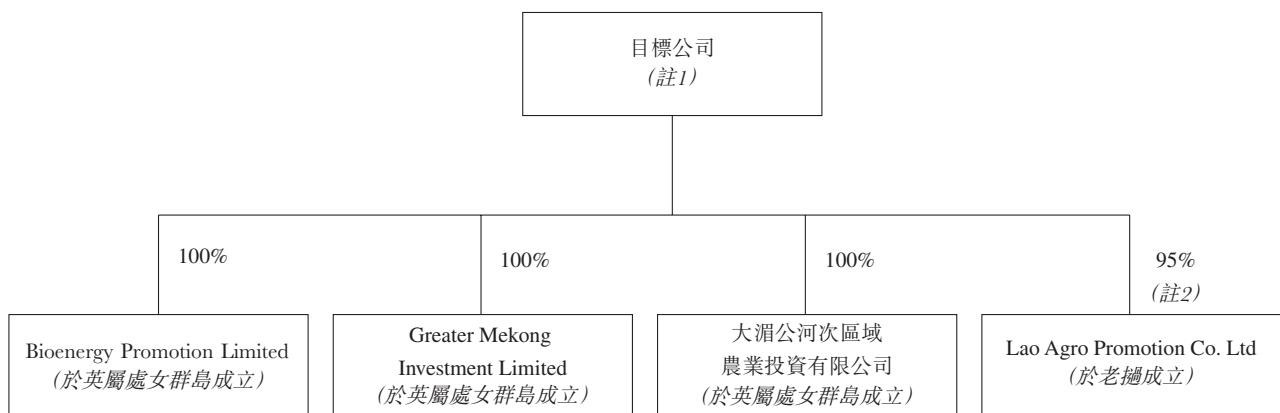 目標公司
(註1)
100%
100%
100%
95%
(註2)
Bioenergy Promotion Limited
(於英屬處女群島成立)
Greater Mekong
Investment Limited
(於英屬處女群島成立)
大湄公河次區域
農業投資有限公司
(於英屬處女群島成立)
Lao Agro Promotion Co. Ltd
(於老撾成立)